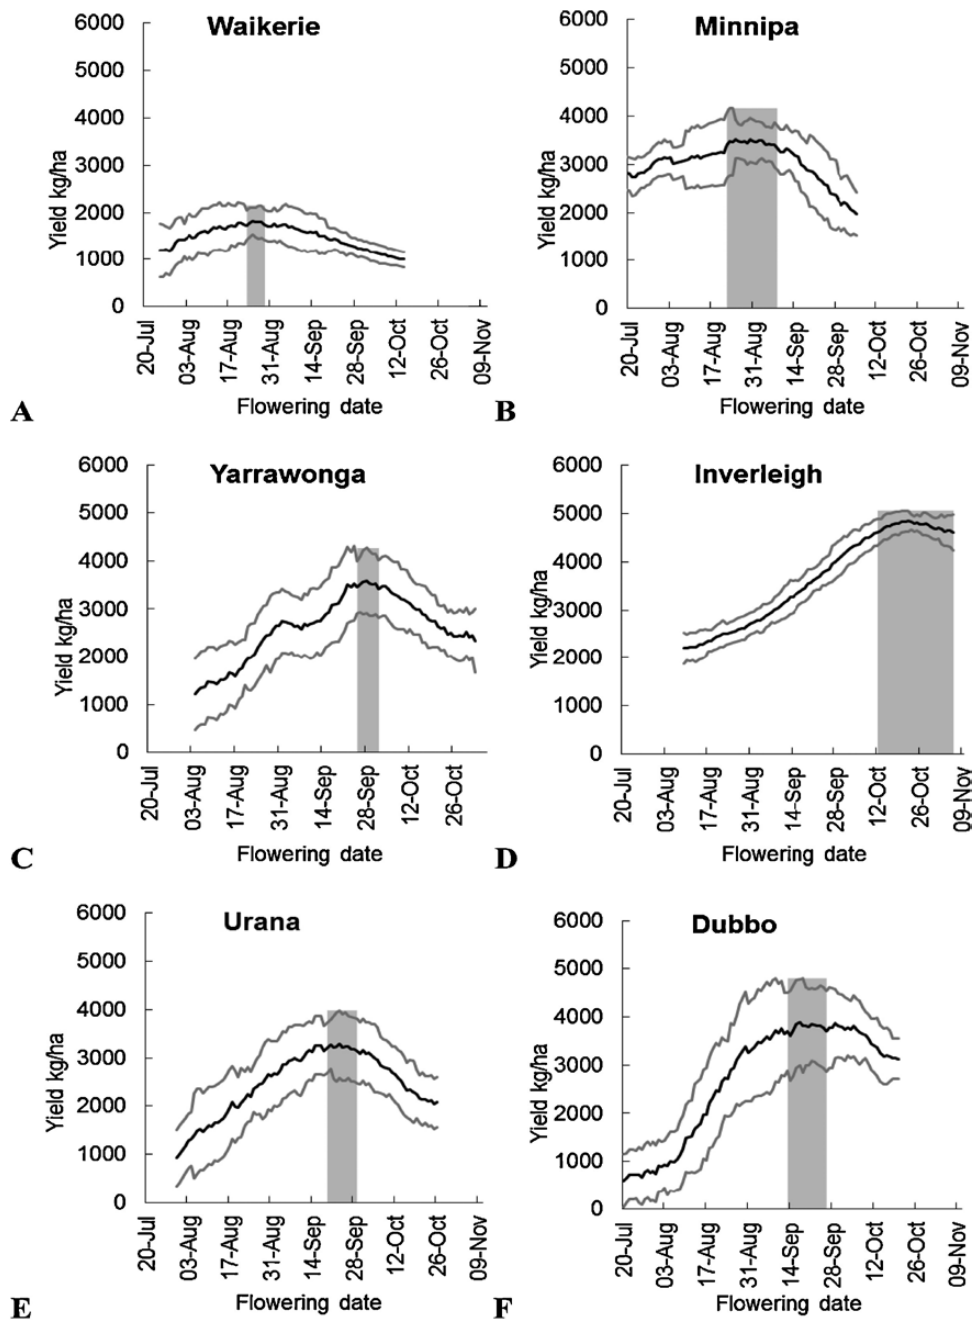 Waikerie
Yield kg/ha
6000
5000
4000
3000
2000
1000
0
20-Jul
03-Aug
17-Aug
31-Aug
14-Sep
28-Sep
12-Oct
26-Oct
09-Nov
Flowering date
A
Minnipa
Yield kg/ha
6000
5000
4000
3000
2000
1000
0
20-Jul
03-Aug
17-Aug
31-Aug
14-Sep
28-Sep
12-Oct
26-Oct
09-Nov
Flowering date
B
Yarrawonga
Yield kg/ha
6000
5000
4000
3000
2000
1000
0
20-Jul
03-Aug
17-Aug
31-Aug
14-Sep
28-Sep
12-Oct
26-Oct
Flowering date
C
Inverleigh
Yield kg/ha
6000
5000
4000
3000
2000
1000
0
20-Jul
03-Aug
17-Aug
31-Aug
14-Sep
28-Sep
12-Oct
26-Oct
09-Nov
Flowering date
D
Urana
Yield kg/ha
6000
5000
4000
3000
2000
1000
0
20-Jul
03-Aug
17-Aug
31-Aug
14-Sep
28-Sep
12-Oct
26-Oct
09-Nov
Flowering date
E
Dubbo
Yield kg/ha
6000
5000
4000
3000
2000
1000
0
20-Jul
03-Aug
17-Aug
31-Aug
14-Sep
28-Sep
12-Oct
26-Oct
09-Nov
Flowering date
F